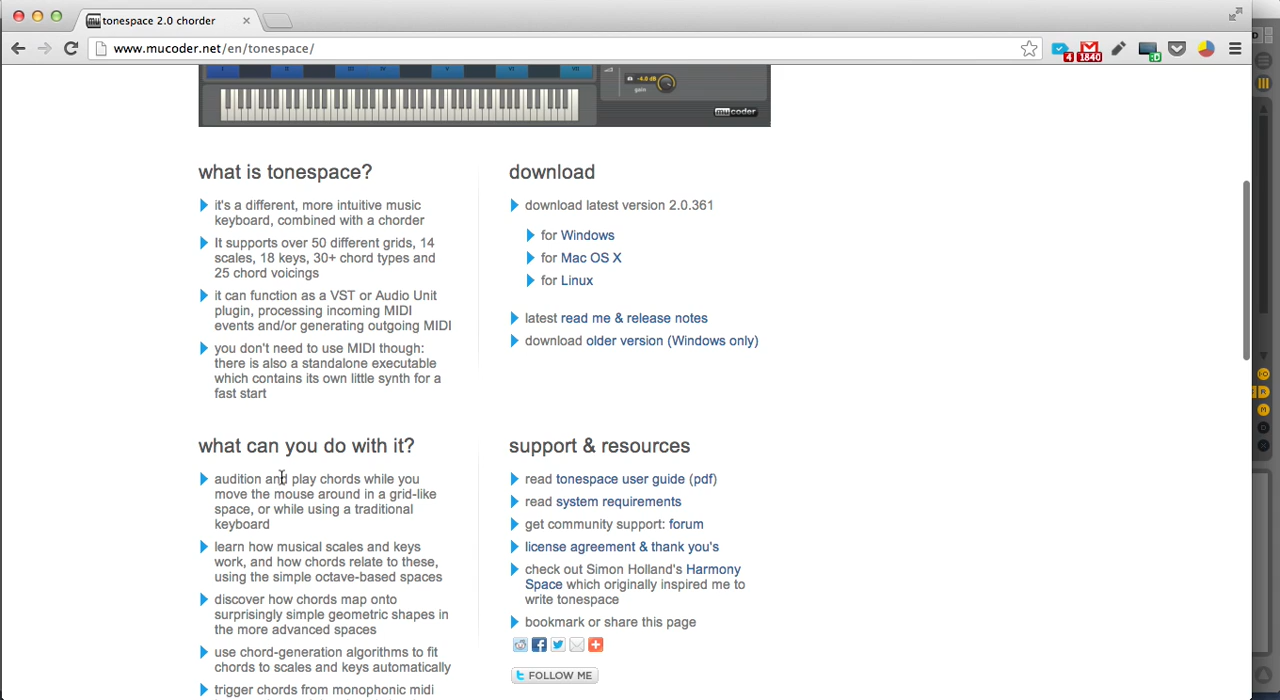 tonespace 2.0 chorder
www.mucoder.net/en/tonespace/
4
1840
:D
I
II
III
IV
V
VI
VII
-4.8 dB
gain
mucoder
what is tonespace?
it's a different, more intuitive music
keyboard, combined with a chorder
It supports over 50 different grids, 14
scales, 18 keys, 30+ chord types and
25 chord voicings
it can function as a VST or Audio Unit
plugin, processing incoming MIDI
events and/or generating outgoing MIDI
you don't need to use MIDI though:
there is also a standalone executable
which contains its own little synth for a
fast start
download
download latest version 2.0.361
for Windows
for Mac OS X
for Linux
latest read me & release notes
download older version (Windows only)
what can you do with it?
audition and play chords while you
move the mouse around in a grid-like
space, or while using a traditional
keyboard
learn how musical scales and keys
work, and how chords relate to these,
using the simple octave-based spaces
discover how chords map onto
surprisingly simple geometric shapes in
the more advanced spaces
use chord-generation algorithms to fit
chords to scales and keys automatically
trigger chords from monophonic midi
support & resources
read tonespace user guide (pdf)
read system requirements
get community support: forum
license agreement & thank you's
check out Simon Holland's Harmony
Space which originally inspired me to
write tonespace
bookmark or share this page
FOLLOW ME